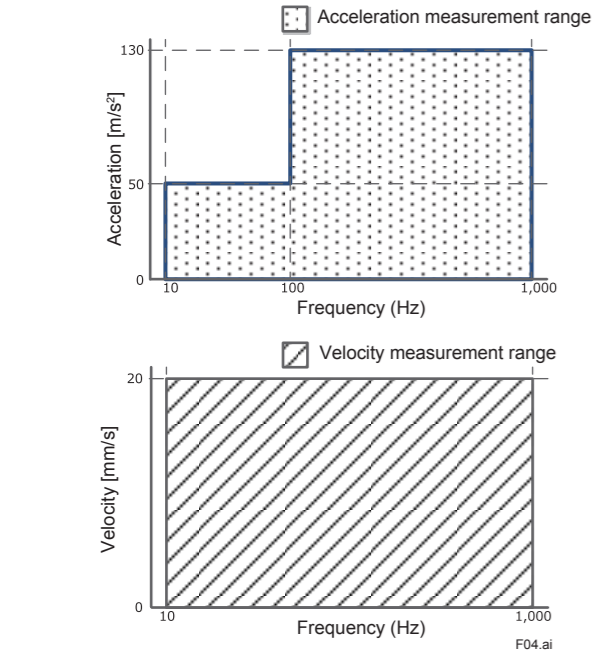 Acceleration measurement range
130
50
0
Acceleration [m/s²]
10 100 1,000
Frequency (Hz)
Velocity measurement range
20
0
Velocity [mm/s]
10 1,000
Frequency (Hz)
F04.ai